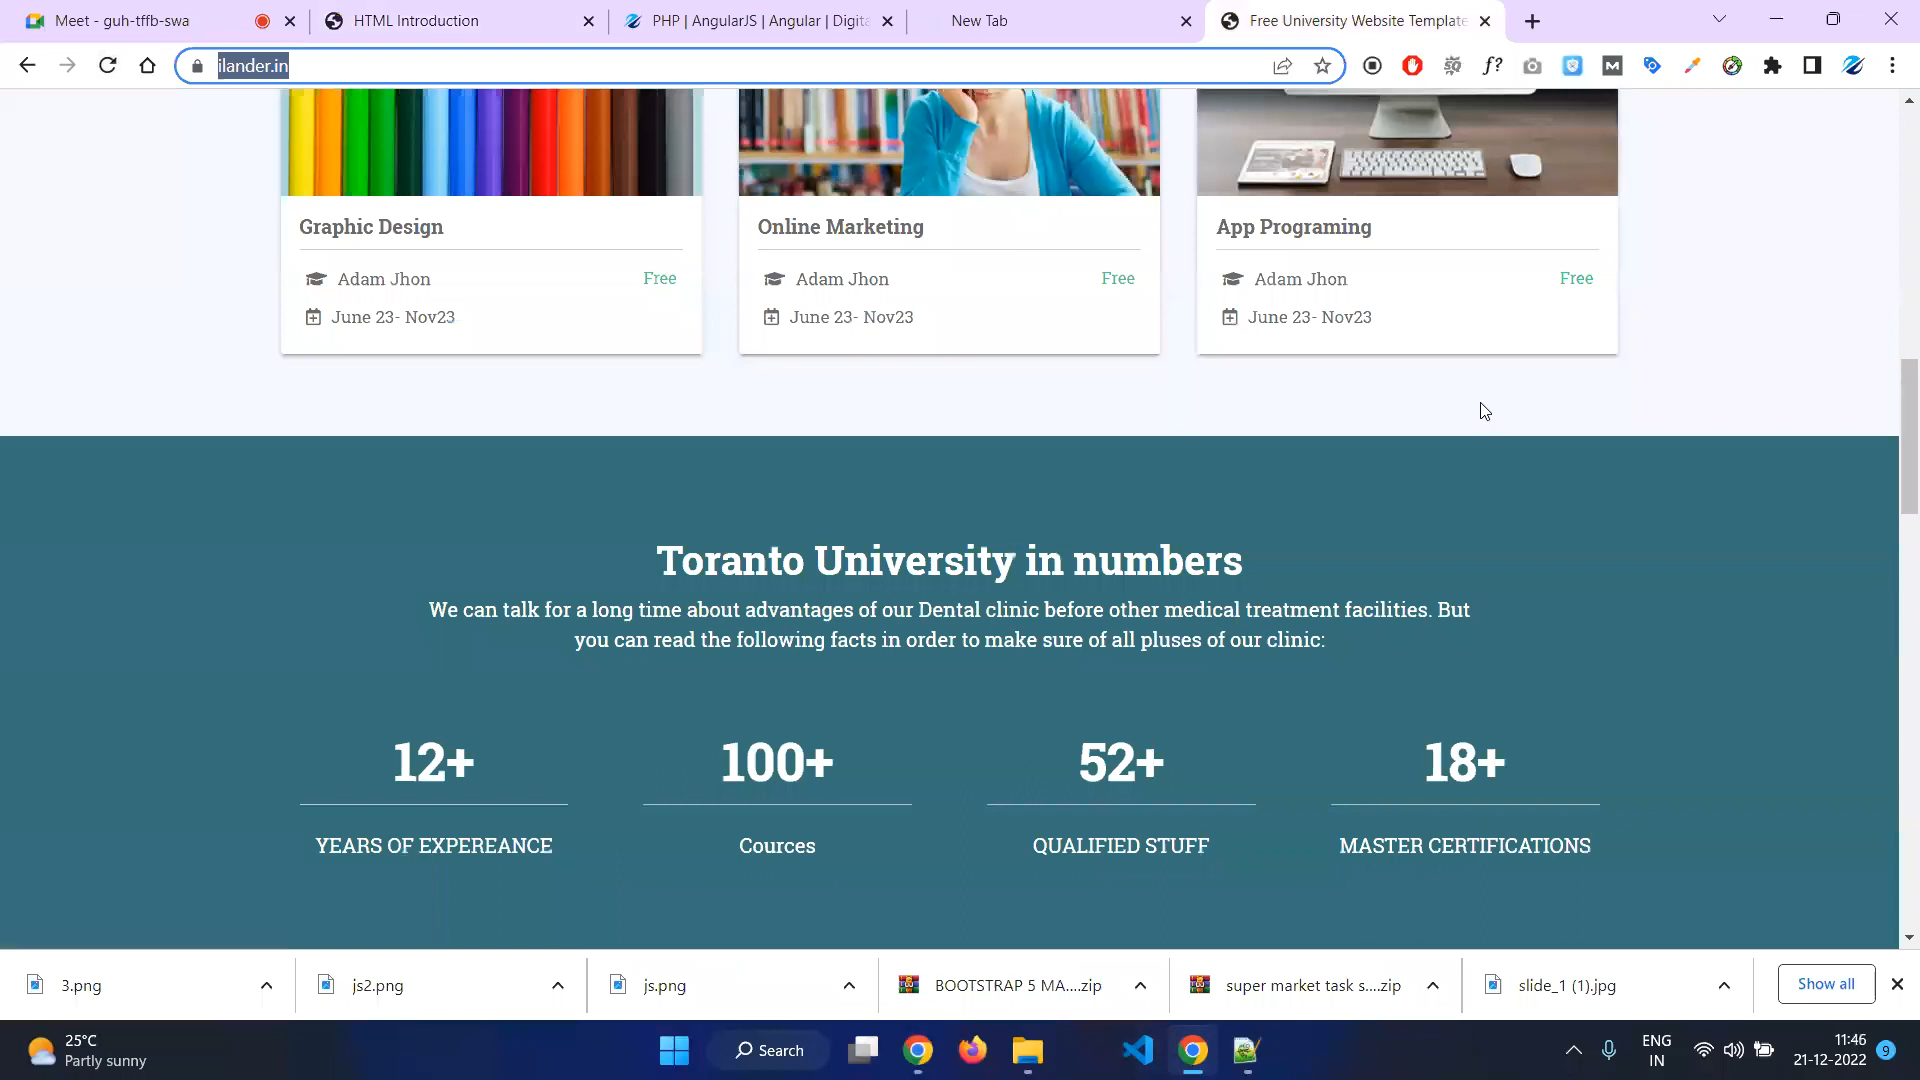 Meet - guh-tffb-swa
HTML Introduction
PHP | AngularJS | Angular | Digita
New Tab
Free University Website Template
ilander.in
Graphic Design
Online Marketing
App Programing
Adam Jhon Free
Adam Jhon Free
Adam Jhon Free
June 23- Nov23
June 23- Nov23
June 23- Nov23
Toranto University in numbers
We can talk for a long time about advantages of our Dental clinic before other medical treatment facilities. But
you can read the following facts in order to make sure of all pluses of our clinic:
12+
100+
52+
18+
YEARS OF EXPEREANCE
Cources
QUALIFIED STUFF
MASTER CERTIFICATIONS
3.png
js2.png
js.png
BOOTSTRAP 5 MA....zip
super market task s....zip
slide_1 (1).jpg
Show all
25°C
Partly sunny
Search
ENG
IN
11:46
21-12-2022
9